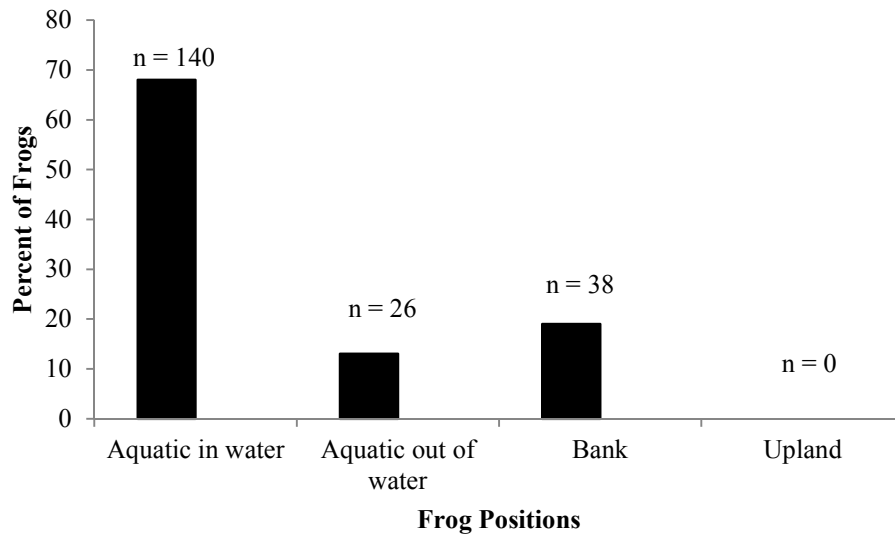 80
70
60
50
40
30
20
10
0
Percent of Frogs
n = 140
n = 26
n = 38
n = 0
Aquatic in water
Aquatic out of
water
Bank
Upland
Frog Positions